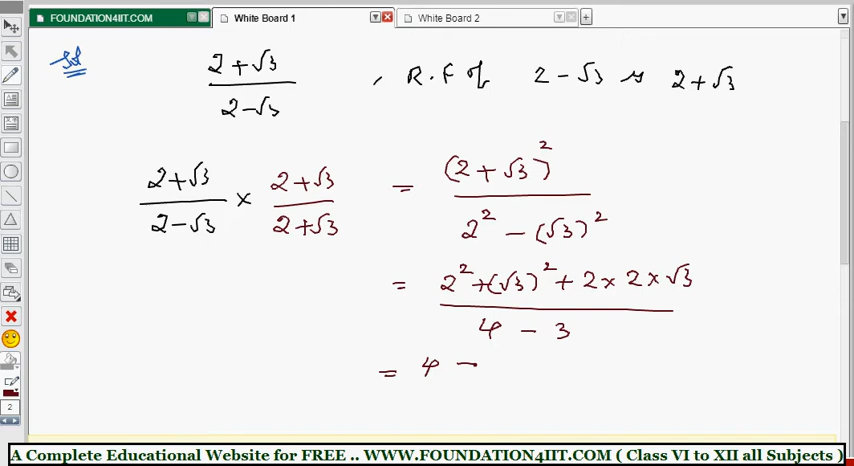 FOUNDATION4IIT.COM White Board 1 White Board 2
Sol
2+√3 / 2-√3 , R.F of 2-√3 is 2+√3
2+√3 / 2-√3 × 2+√3 / 2+√3 = (2+√3)² / 2² - (√3)²
= 2² + (√3)² + 2 × 2 × √3 / 4 - 3
= 4 -
2
A Complete Educational Website for FREE .. WWW.FOUNDATION4IIT.COM ( Class VI to XII all Subjects )